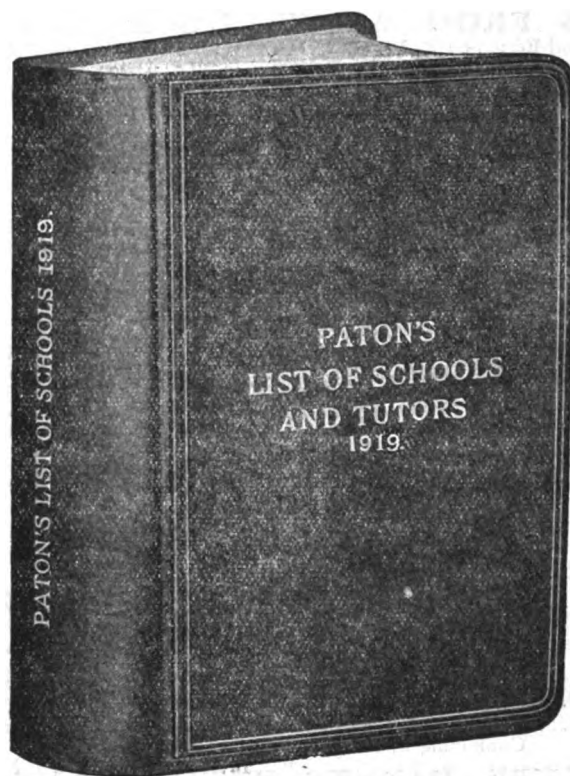 PATON'S LIST OF SCHOOLS 1919.
PATON'S
LIST OF SCHOOLS
AND TUTORS
1919.